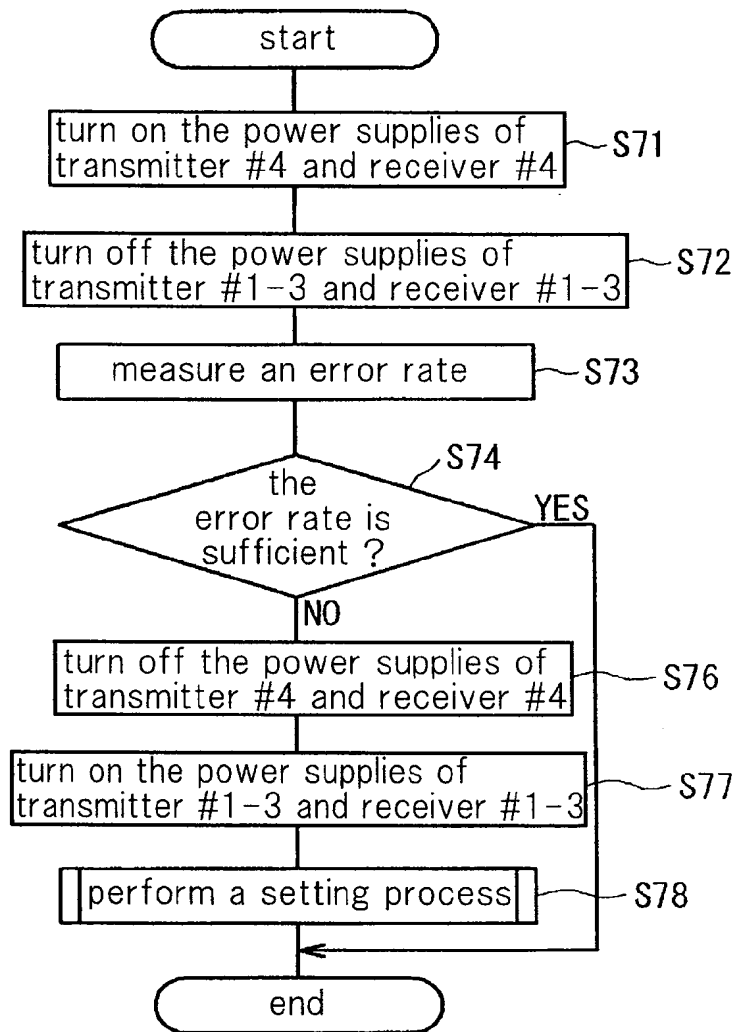 start
turn on the power supplies of
transmitter #4 and receiver #4
S71
turn off the power supplies of
transmitter #1-3 and receiver #1-3
S72
measure an error rate
S73
S74
the
error rate is
sufficient ?
YES
NO
turn off the power supplies of
transmitter #4 and receiver #4
S76
turn on the power supplies of
transmitter #1-3 and receiver #1-3
S77
perform a setting process
S78
end